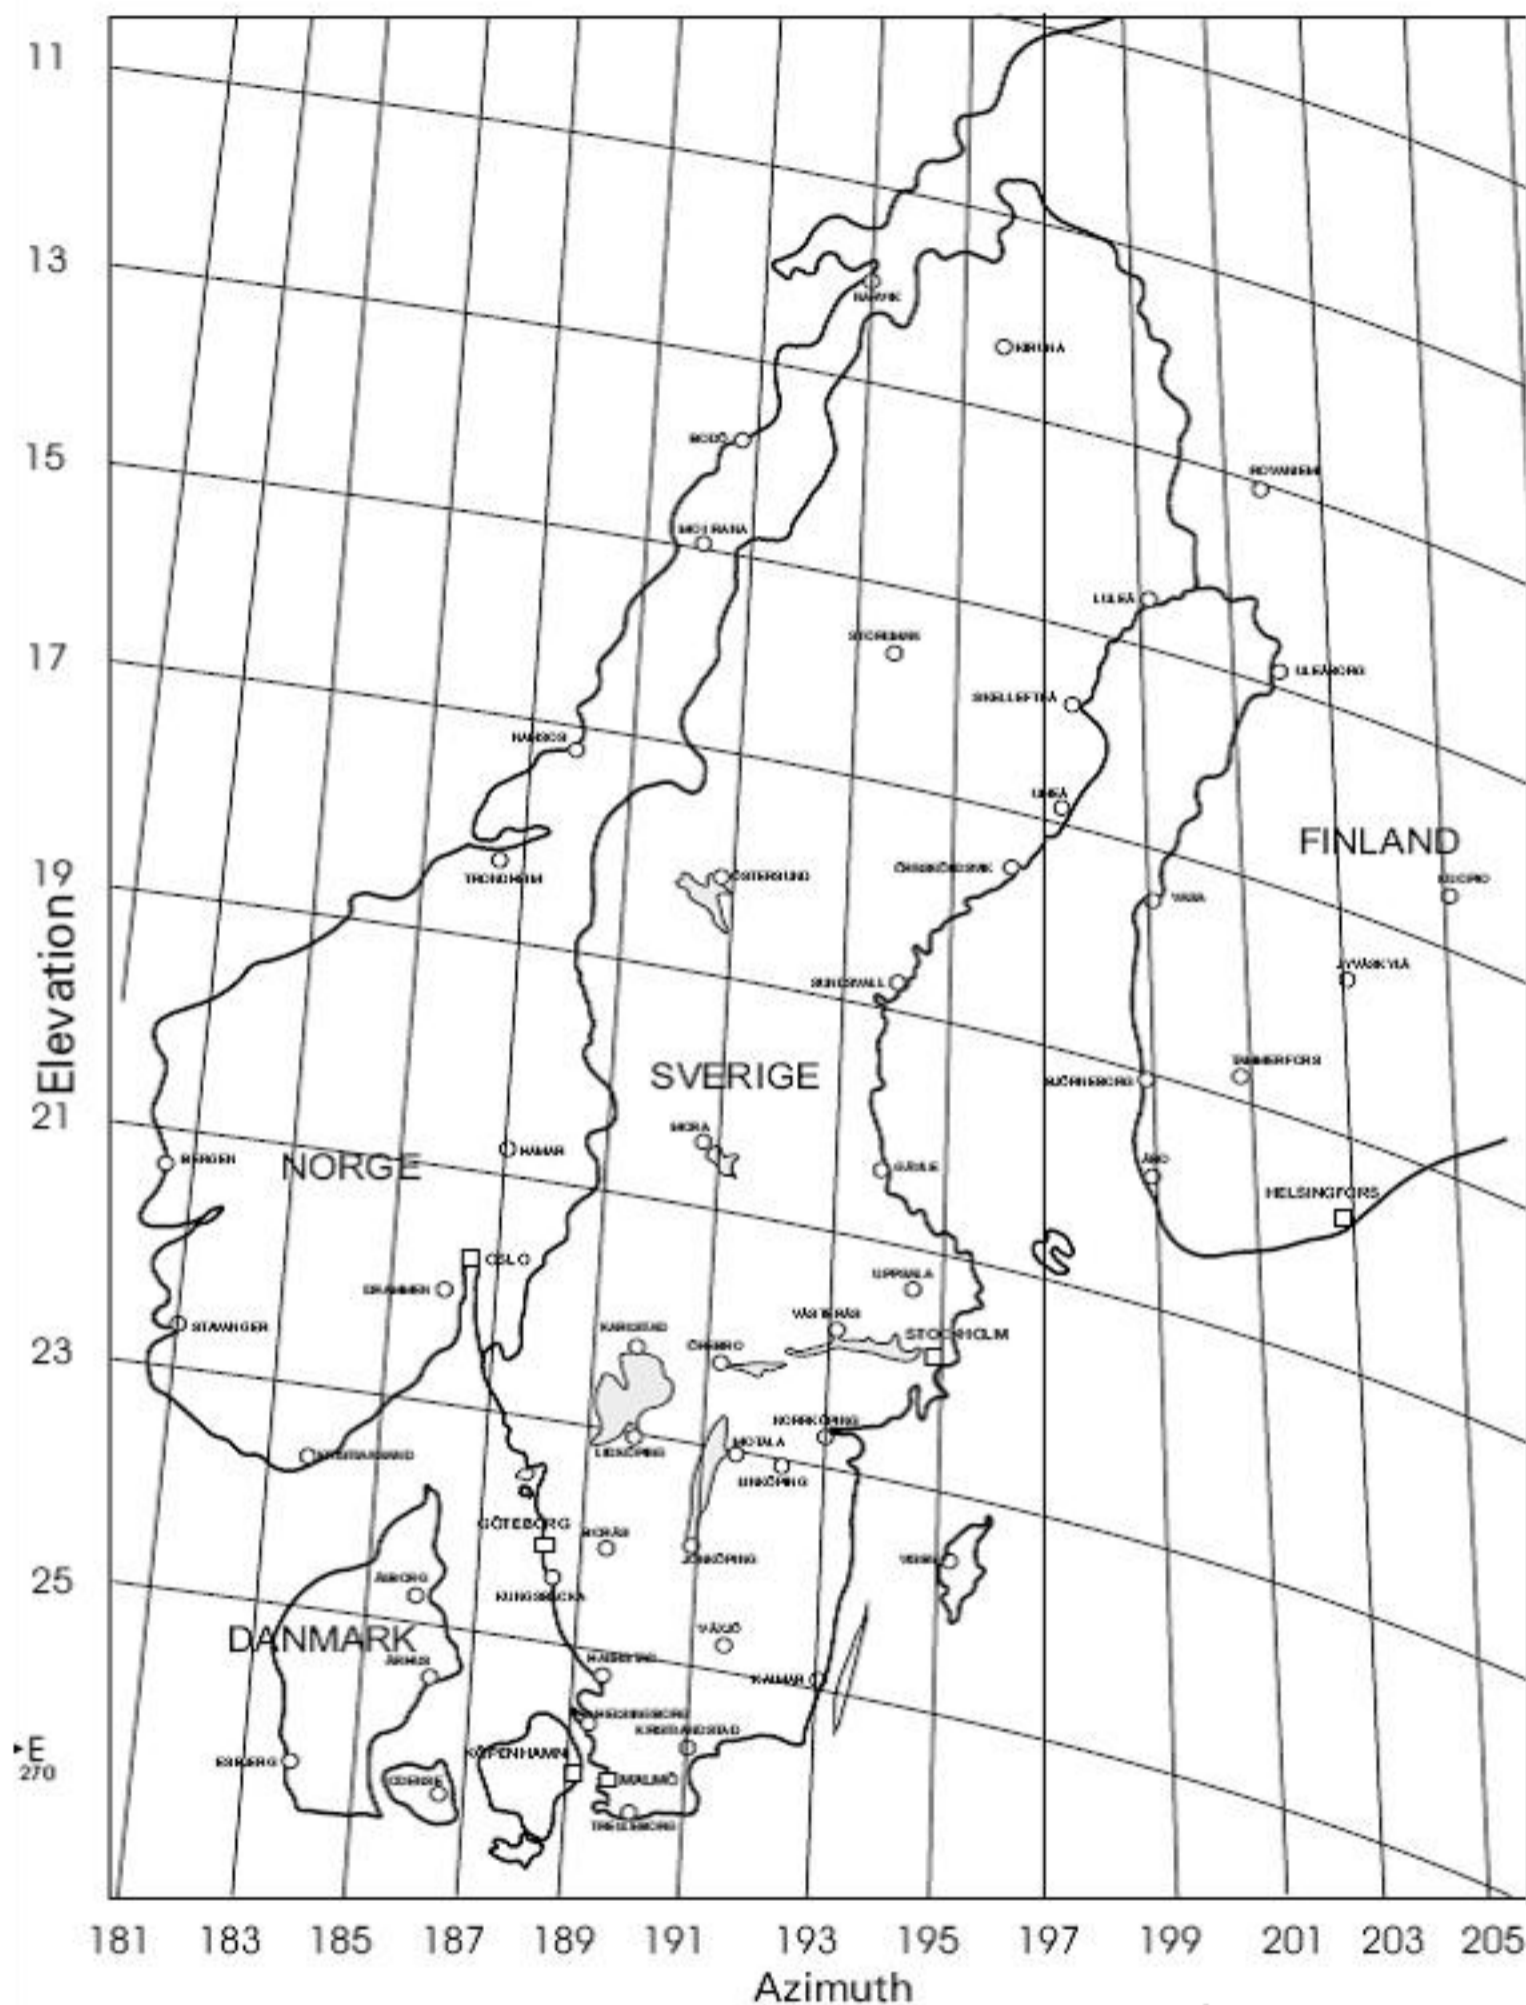 11
13
NARVIK
KIRUNA
BODÖ
15
ROVANIEMI
MO I RANA
LULEÅ
STORUMAN
17
ULEÅBORG
SKELLEFTEÅ
NAMSOS
UMEÅ
FINLAND
19
TRONDHEIM
ÖSTERSUND
ÖRNSKÖLDSVIK
KUOPIO
VASA
JYVÄSKYLÄ
SUNDSVALL
Elevation
SVERIGE
TAMMERFORS
BJÖRNEBORG
21
MORA
HAMAR
BERGEN
NORGE
GÄVLE
ÅBO
HELSINGFORS
OSLO
DRAMMEN
UPPSALA
STAVANGER
VÄSTERÅS
KARLSTAD
ÖREBRO
STOCKHOLM
23
NORRKÖPING
MOTALA
KRISTIANSAND
LIDKÖPING
LINKÖPING
GÖTEBORG
BORÅS
JÖNKÖPING
VISBY
25
ÅLBORG
KUNGSBACKA
DANMARK
VÄXJÖ
ÅRHUS
HALMSTAD
KALMAR
HELSINGBORG
KRISTIANDSTAD
E
270
ESBJERG
KÖPENHAMN
ODENSE
MALMÖ
TRELLEBORG
181 183 185 187 189 191 193 195 197 199 201 203 205
Azimuth